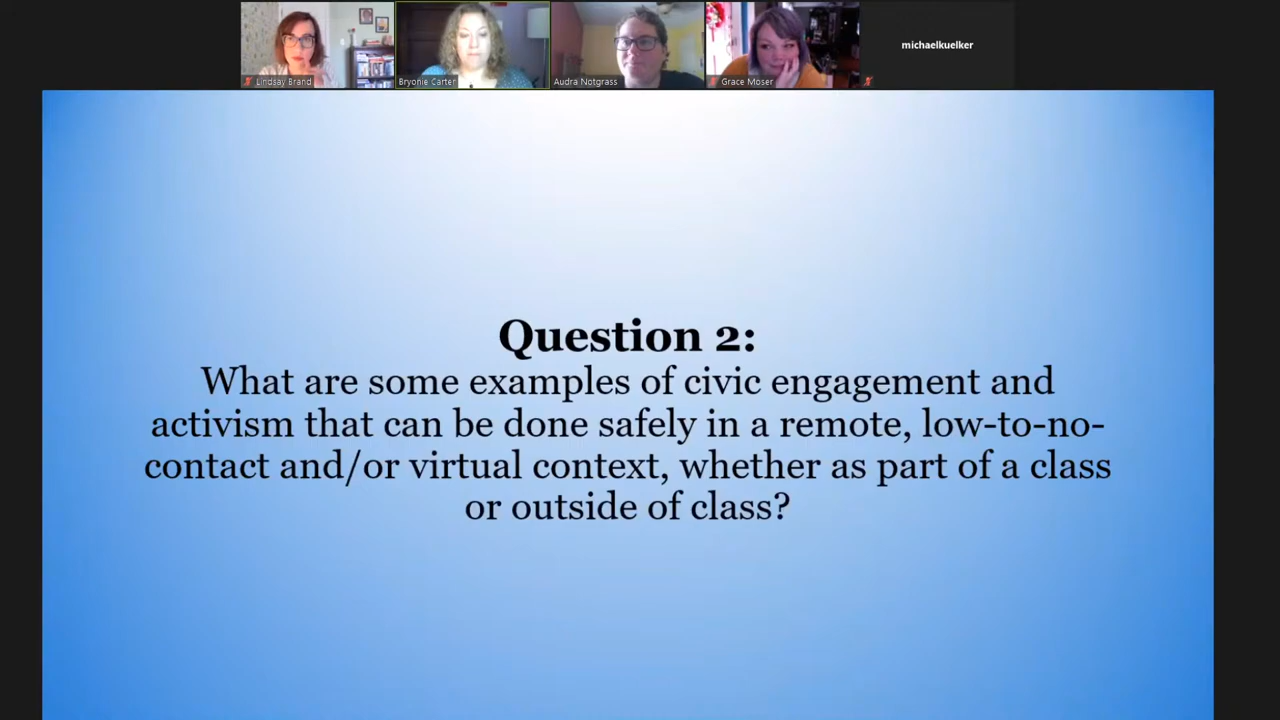 Lindsay Brand
Bryonie Carter
Audra Notgrass
Grace Moser
michaelkuelker
Question 2:
What are some examples of civic engagement and
activism that can be done safely in a remote, low-to-no-
contact and/or virtual context, whether as part of a class
or outside of class?